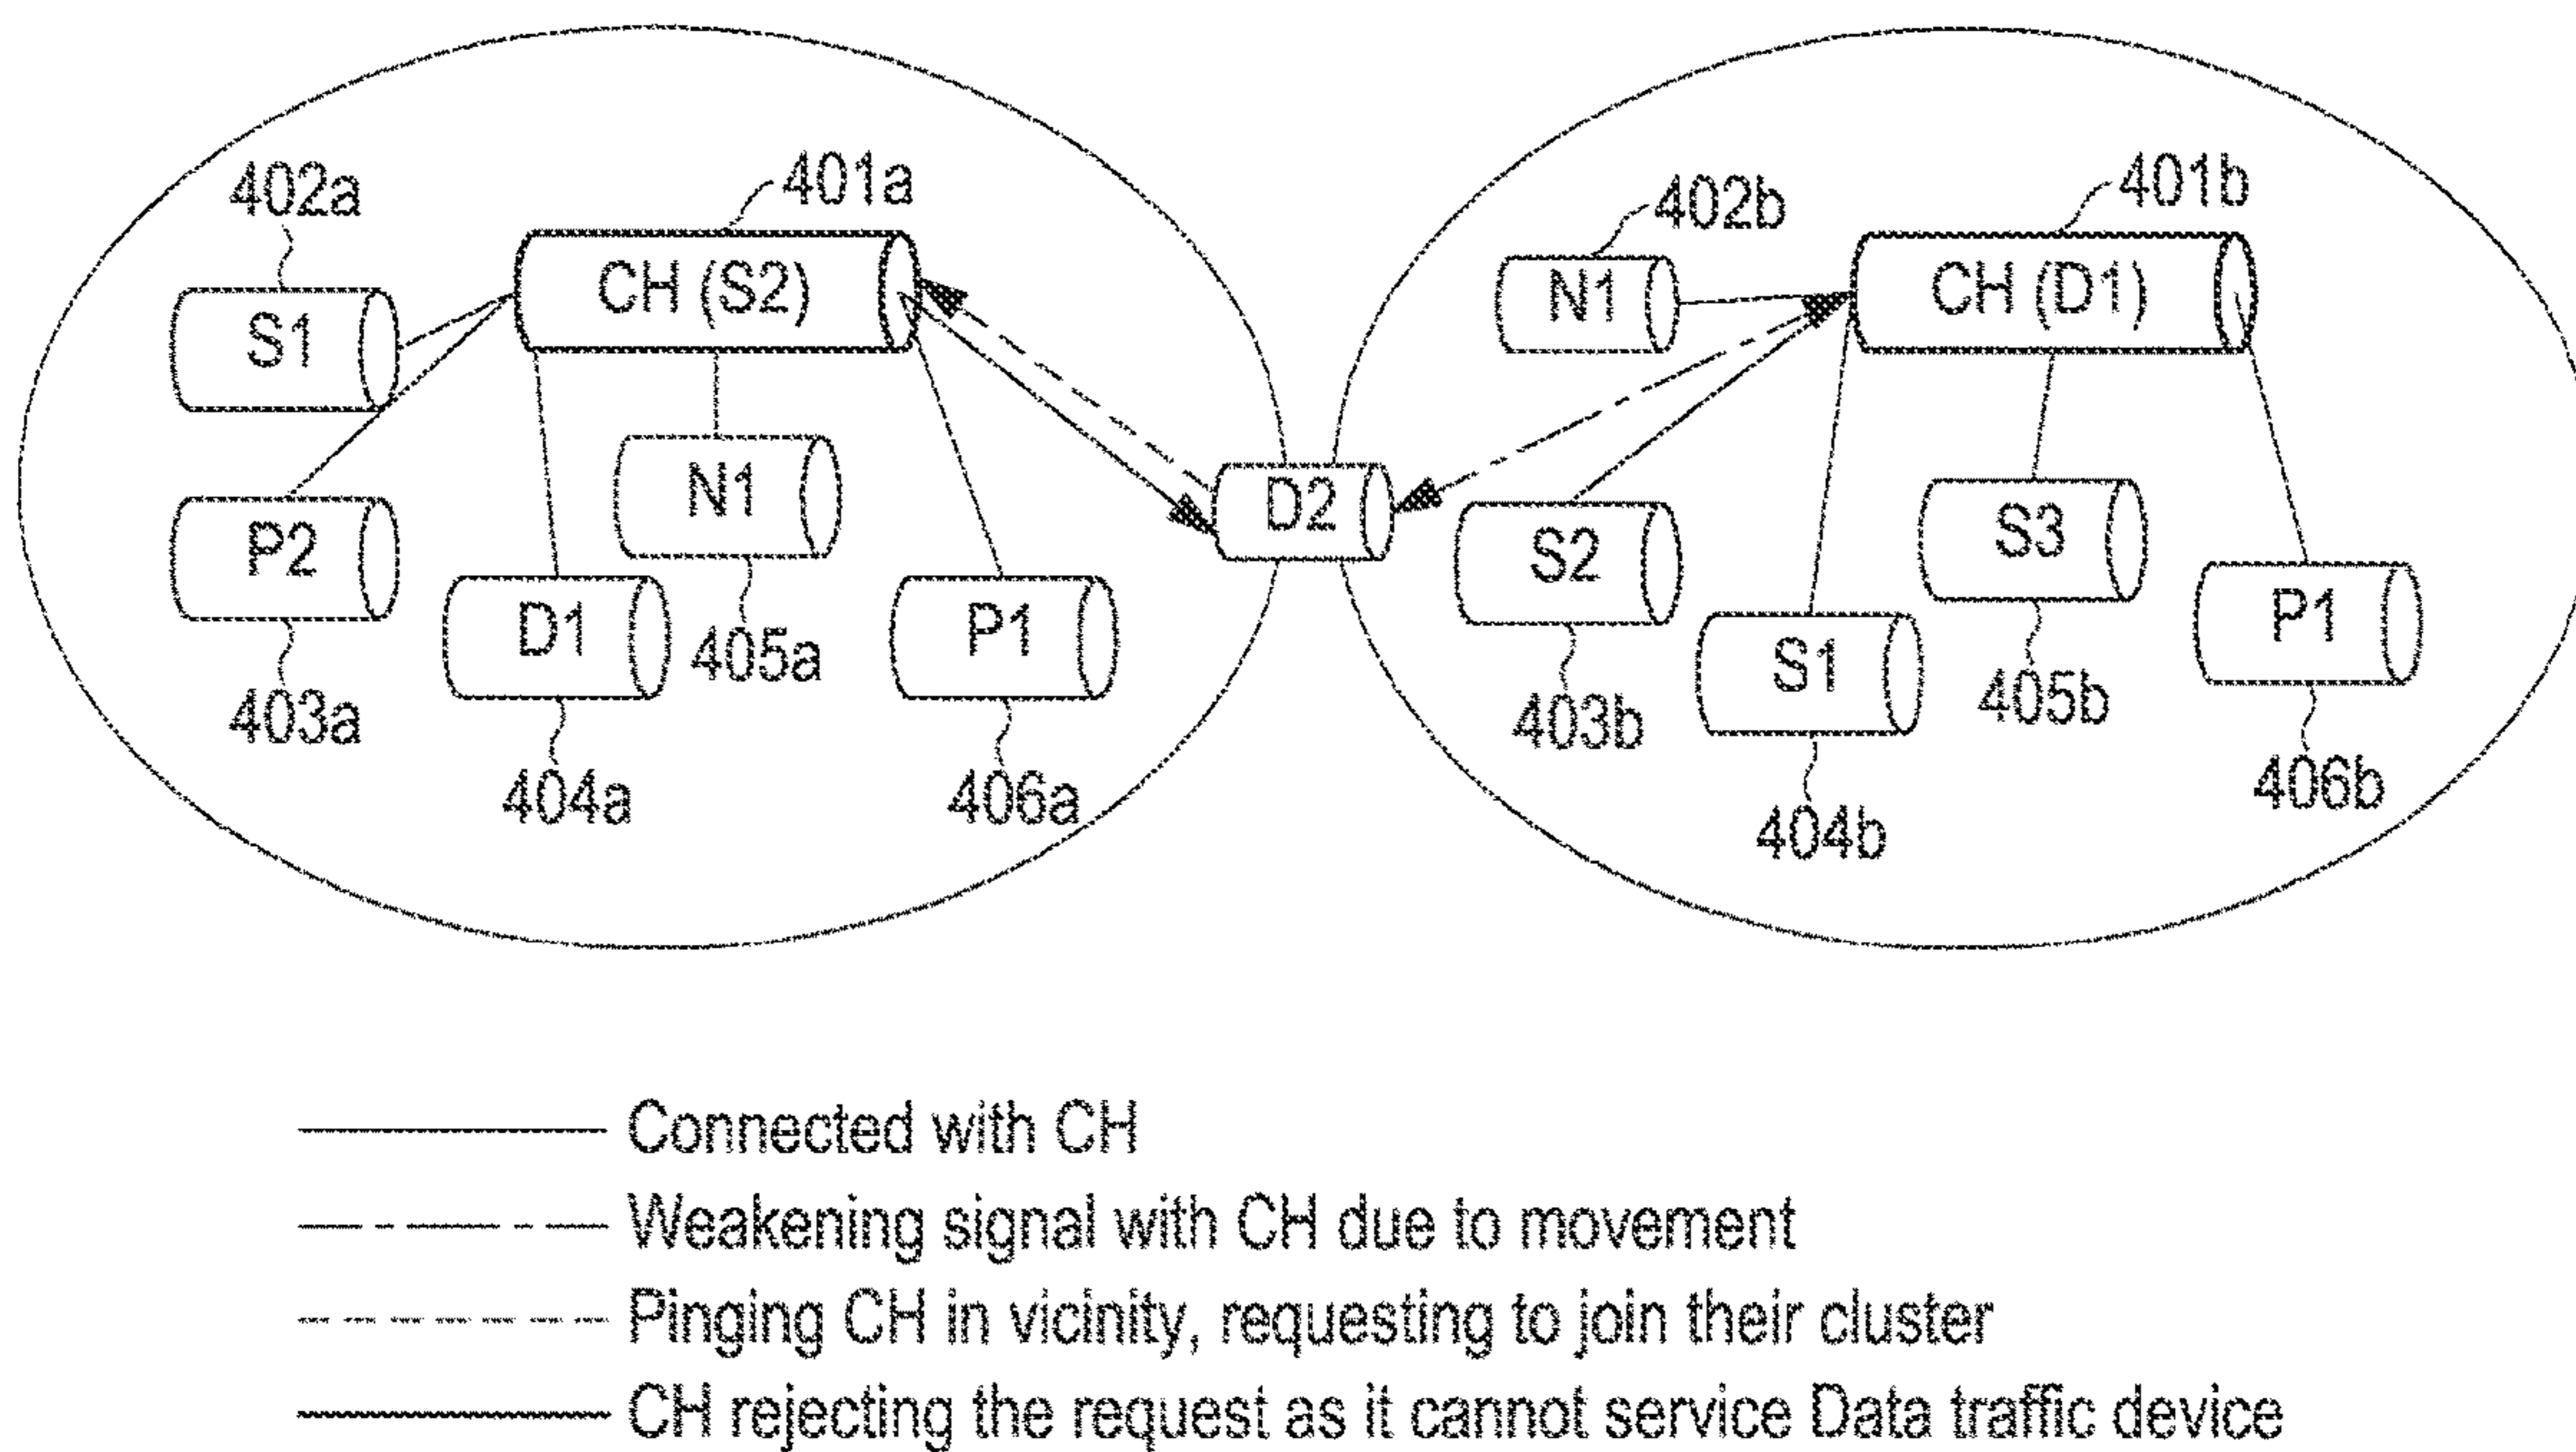 402a
401a
402b
401b
S1
CH (S2)
N1
CH (D1)
P2
N1
D2
S2
S3
P1
D1
P1
S1
405a
403a
403b
405b
404a
406a
404b
406b
Connected with CH
Weakening signal with CH due to movement
Pinging CH in vicinity, requesting to join their cluster
CH rejecting the request as it cannot service Data traffic device